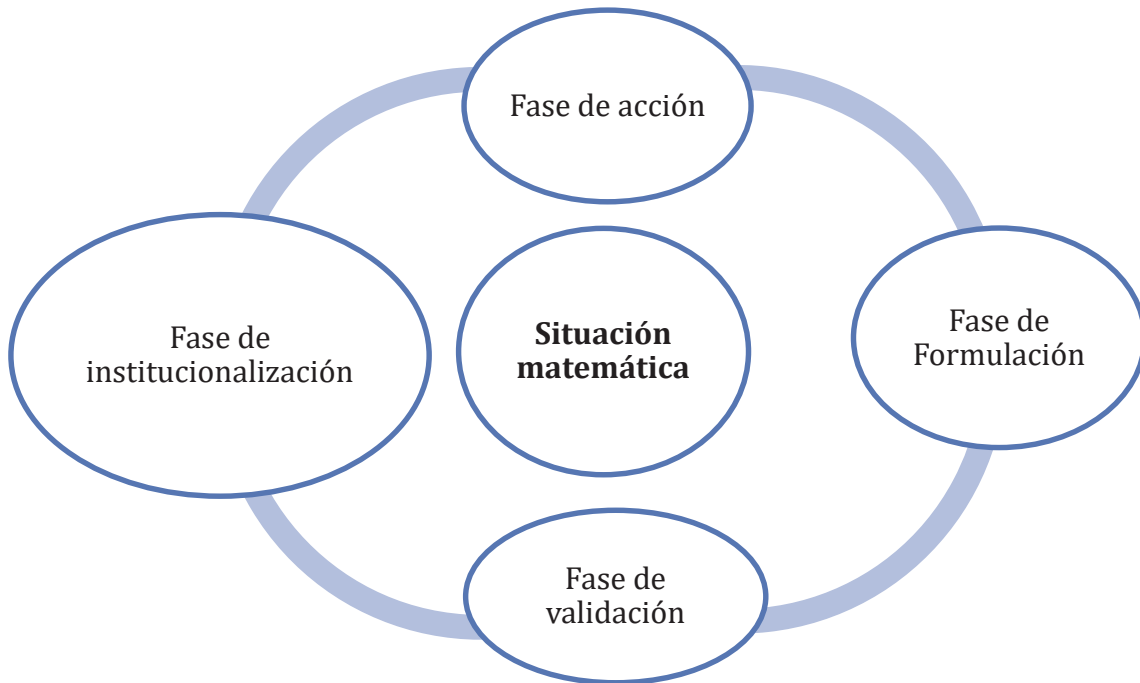 Fase de acción
Fase de
institucionalización
Situación
matemática
Fase de
Formulación
Fase de
validación